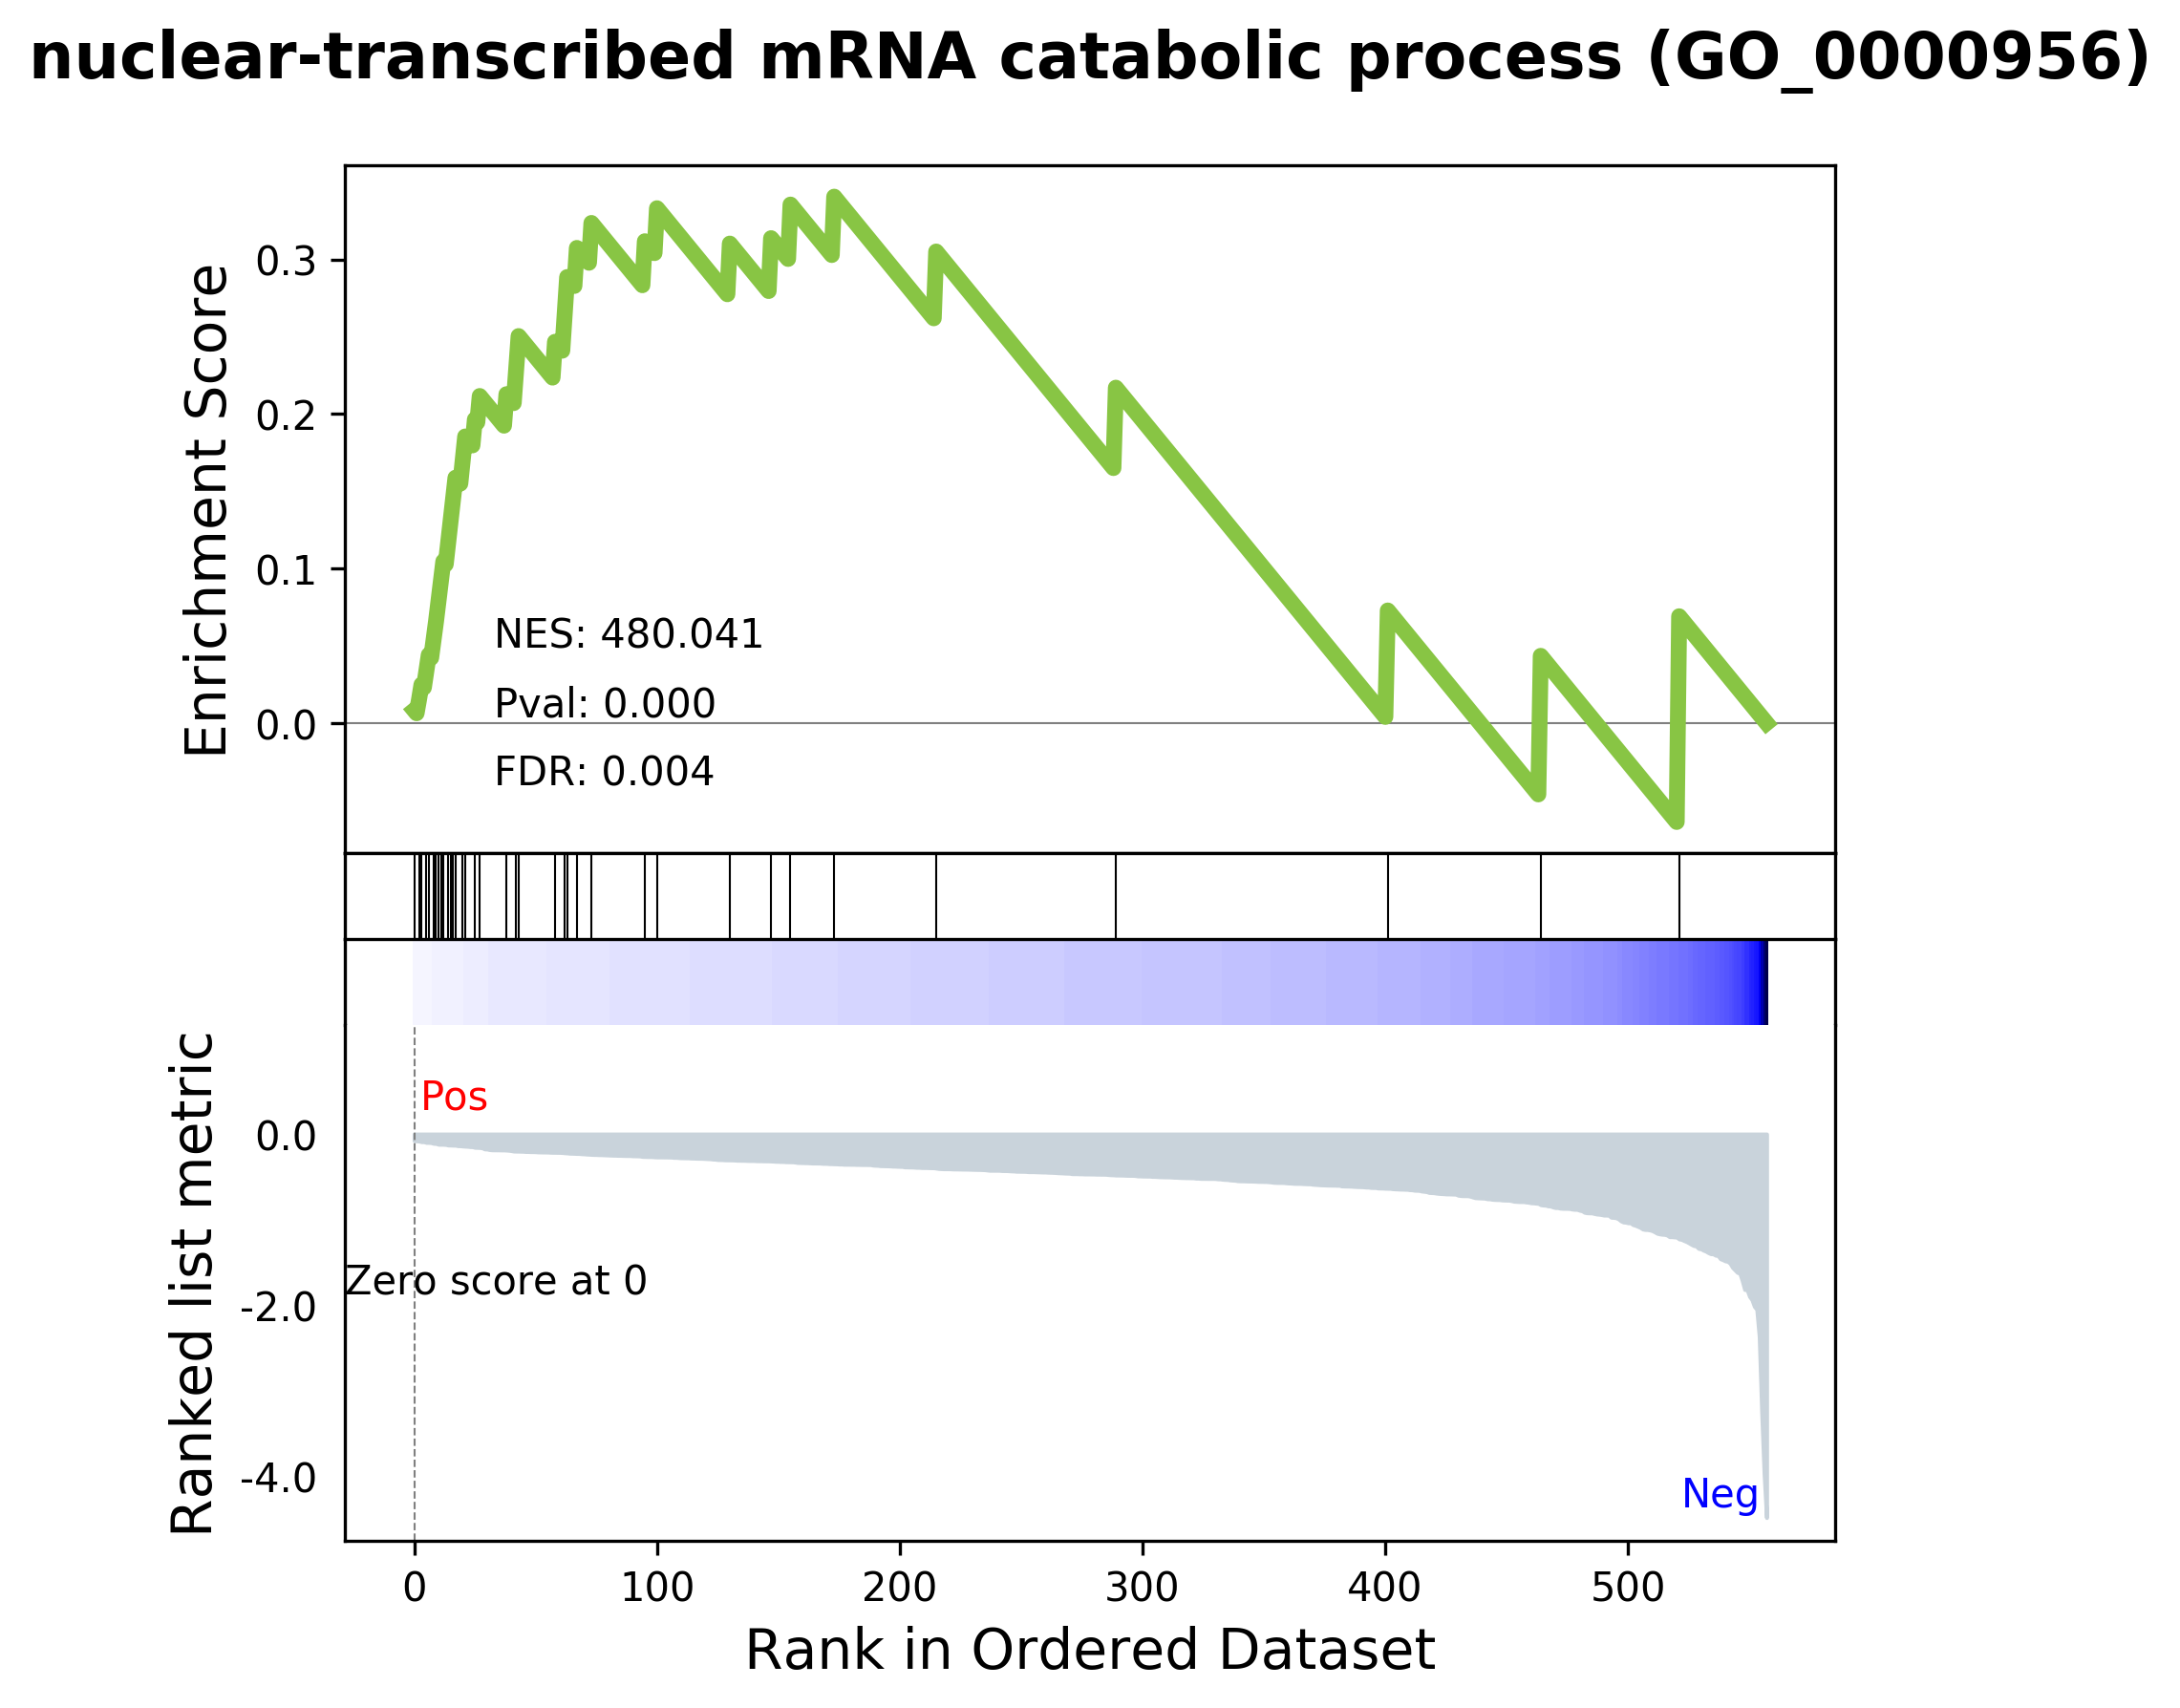 nuclear-transcribed mRNA catabolic process (GO_0000956)
Enrichment Score
0.3
0.2
0.1
0.0
NES: 480.041
Pval: 0.000
FDR: 0.004
Ranked list metric
Pos
0.0
Zero score at 0
-2.0
-4.0
Neg
0 100 200 300 400 500
Rank in Ordered Dataset